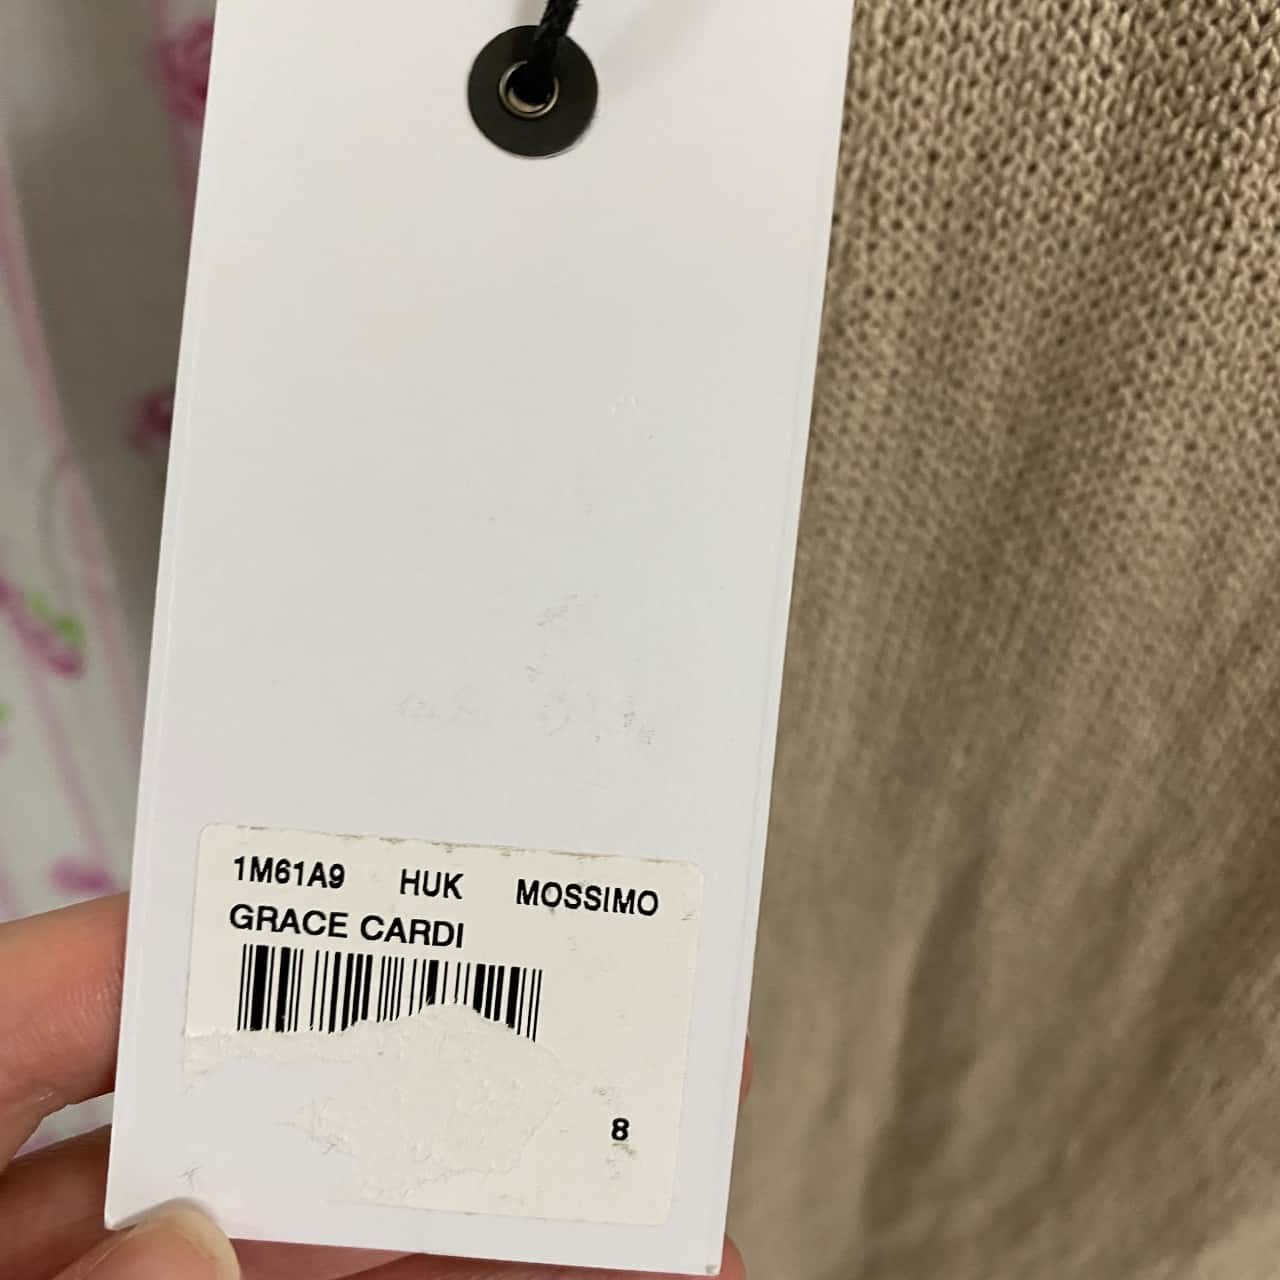 1M61A9 HUK MOSSIMO
GRACE CARDI
8